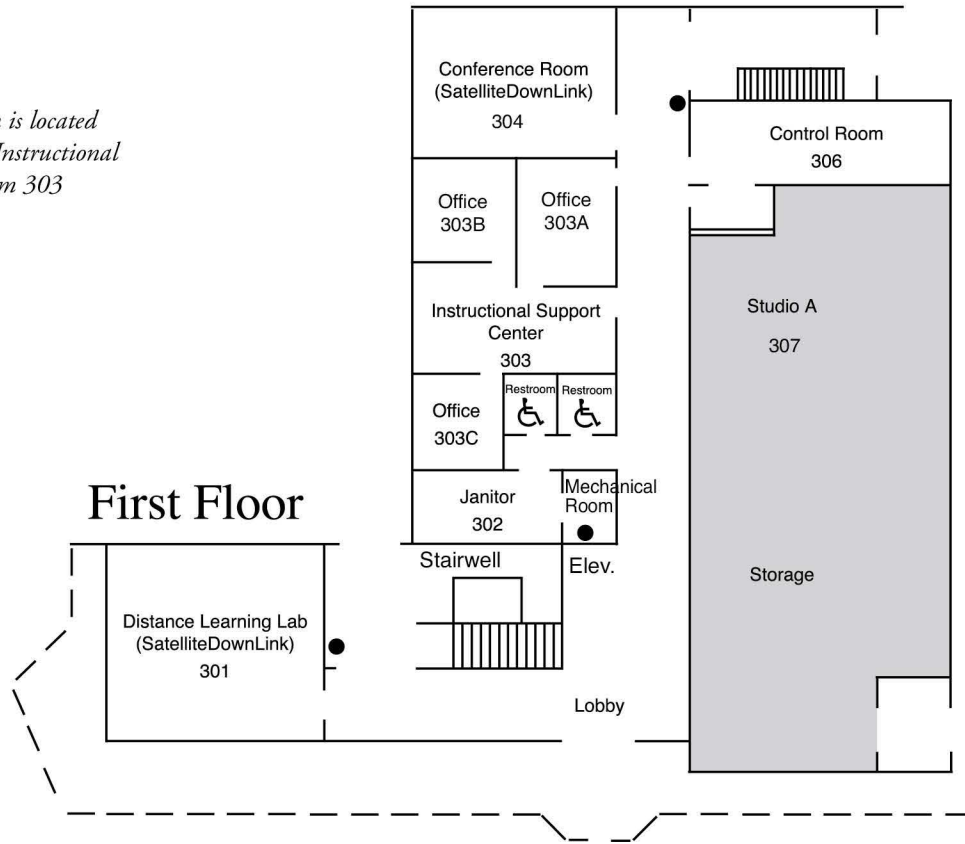 is located
Instructional
303
Conference Room
(SatelliteDownLink)
304
Control Room
306
Office
303B
Office
303A
Instructional Support
Center
303
Studio A
307
Restroom
Restroom
Office
303C
First Floor
Janitor
302
Mechanical
Room
Stairwell
Elev.
Storage
Distance Learning Lab
(SatelliteDownLink)
301
Lobby